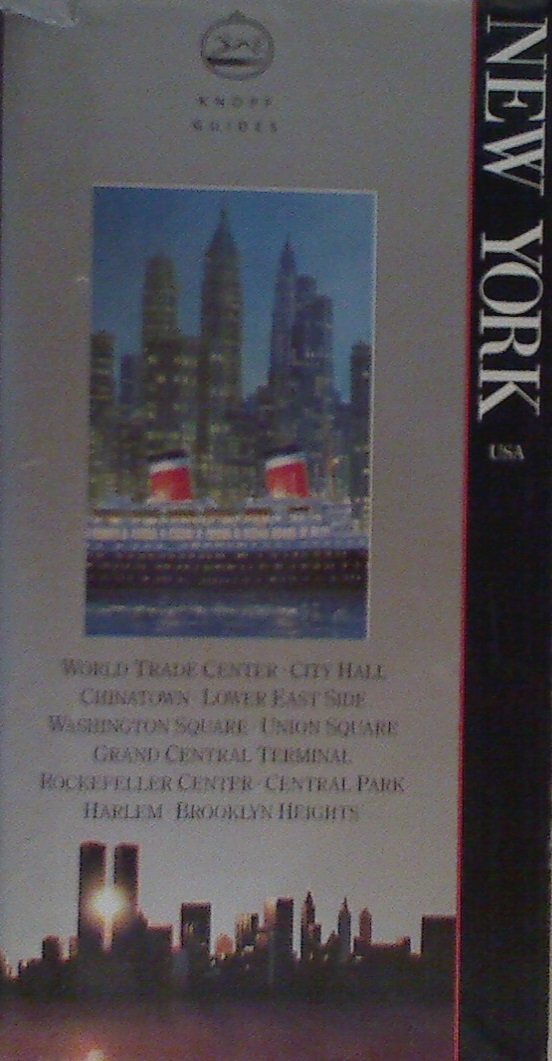 KNOPF
GUIDES
WORLD TRADE CENTER · CITY HALL
CHINATOWN · LOWER EAST SIDE
WASHINGTON SQUARE · UNION SQUARE
GRAND CENTRAL TERMINAL
ROCKEFELLER CENTER · CENTRAL PARK
HARLEM · BROOKLYN HEIGHTS
NEW YORK
USA